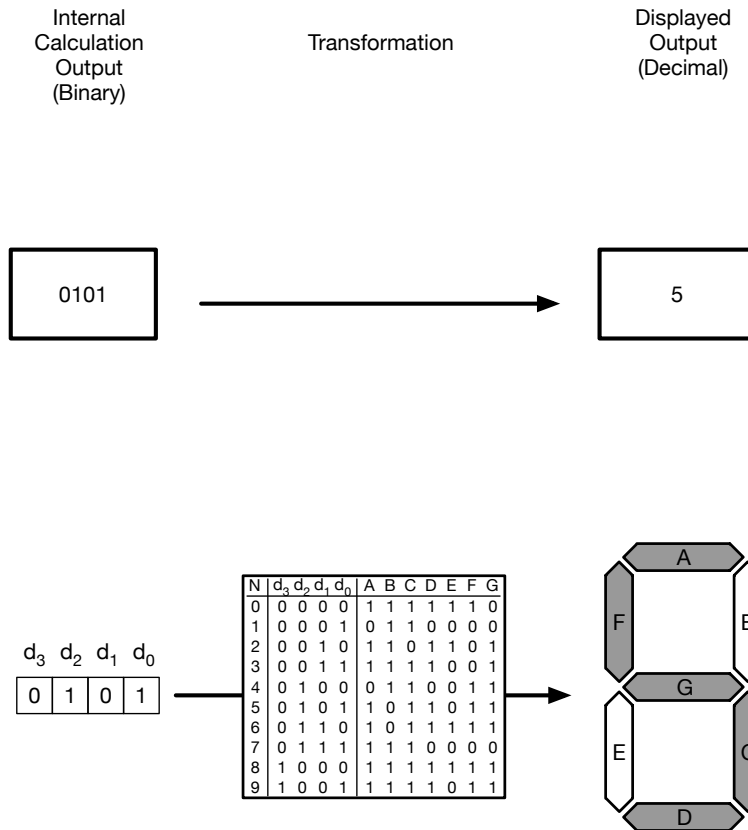 Internal
Calculation
Output
(Binary)
Transformation
Displayed
Output
(Decimal)
0101
5
d3 d2 d1 d0
0 1 0 1
N d3 d2 d1 d0 A B C D E F G
0 0 0 0 0 1 1 1 1 1 1 0
1 0 0 0 1 0 1 1 0 0 0 0
2 0 0 1 0 1 1 0 1 1 0 1
3 0 0 1 1 1 1 1 1 0 0 1
4 0 1 0 0 0 1 1 0 0 1 1
5 0 1 0 1 1 0 1 1 0 1 1
6 0 1 1 0 1 0 1 1 1 1 1
7 0 1 1 1 1 1 1 0 0 0 0
8 1 0 0 0 1 1 1 1 1 1 1
9 1 0 0 1 1 1 1 1 0 1 1
A
F
G
E
D